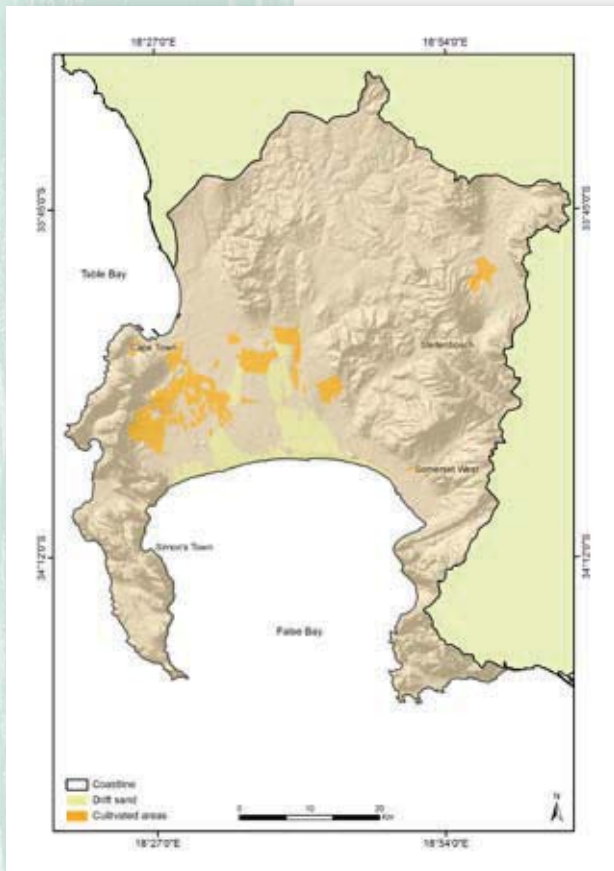 18°27'0"E 18°54'0"E
33°45'0"S 33°45'0"S
Table Bay
Cape Town
Stellenbosch
Somerset West
Simon's Town
34°12'0"S 34°12'0"S
False Bay
Coastline
Drift sand
Cultivated areas
0 10 20
Km
N
18°27'0"E 18°54'0"E